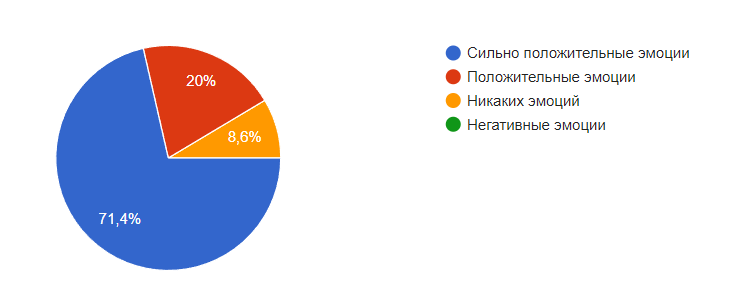 71,4%
20%
8,6%
Сильно положительные эмоции
Положительные эмоции
Никаких эмоций
Негативные эмоции